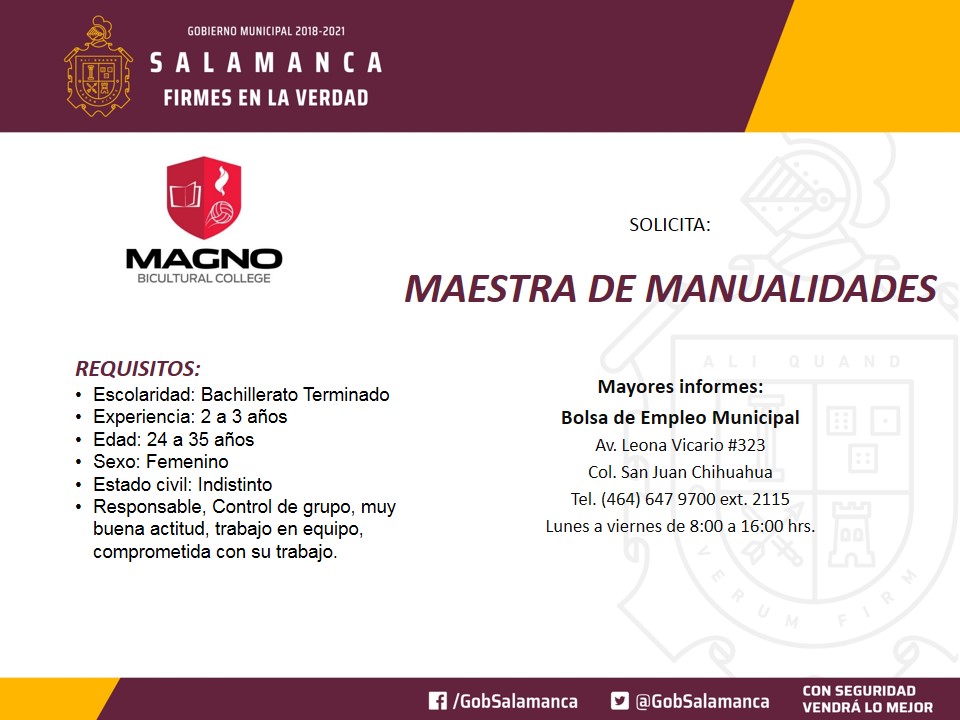 GOBIERNO MUNICIPAL 2018-2021
SALAMANCA
FIRMES EN LA VERDAD
MAGNO
BICULTURAL COLLEGE
SOLICITA:
MAESTRA DE MANUALIDADES
REQUISITOS:
• Escolaridad: Bachillerato Terminado
• Experiencia: 2 a 3 años
• Edad: 24 a 35 años
• Sexo: Femenino
• Estado civil: Indistinto
• Responsable, Control de grupo, muy
buena actitud, trabajo en equipo,
comprometida con su trabajo.
Mayores informes:
Bolsa de Empleo Municipal
Av. Leona Vicario #323
Col. San Juan Chihuahua
Tel. (464) 647 9700 ext. 2115
Lunes a viernes de 8:00 a 16:00 hrs.
ALI QUAND
VERUM FIRM
/GobSalamanca
@GobSalamanca
CON SEGURIDAD
VENDRÁ LO MEJOR